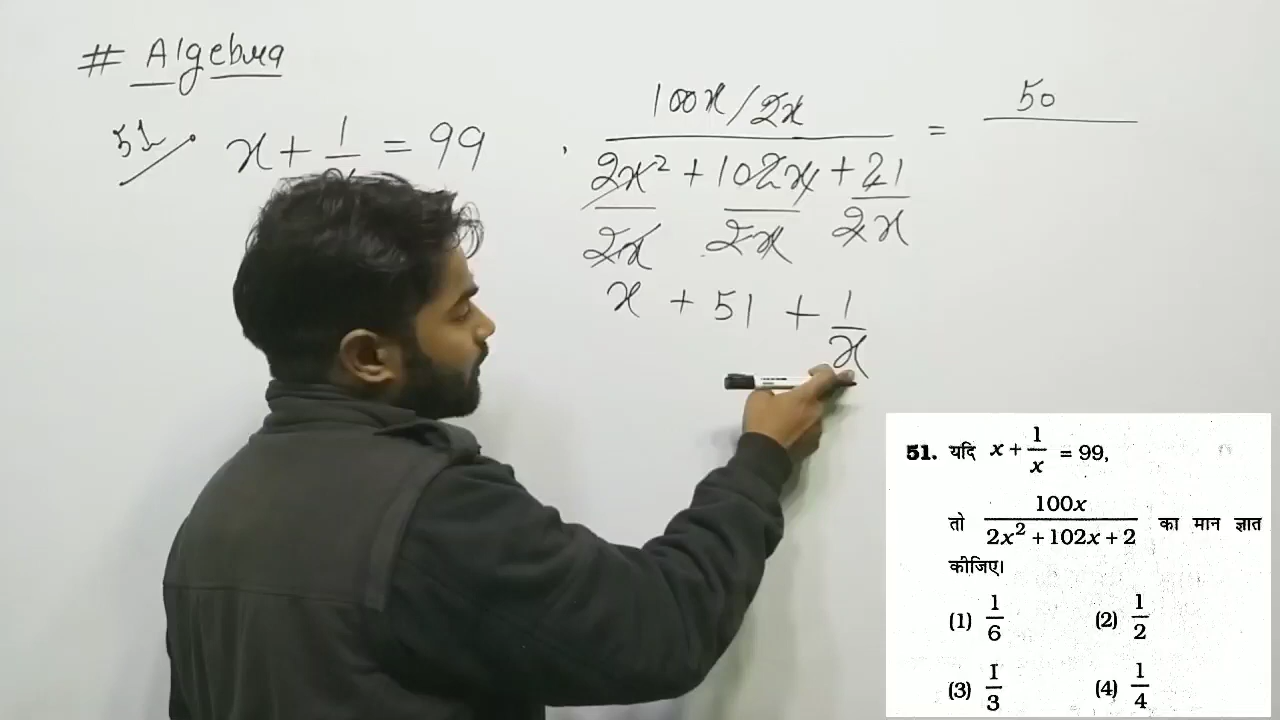 # Algebra
51. x + 1/x = 99
100x/2x
2x² + 102x + 2
2x 2x 2x
= 50
x + 51 + 1/x
51. यदि x + 1/x = 99,
तो 100x / 2x² + 102x + 2 का मान ज्ञात
कीजिए।
(1) 1/6 (2) 1/2
(3) 1/3 (4) 1/4